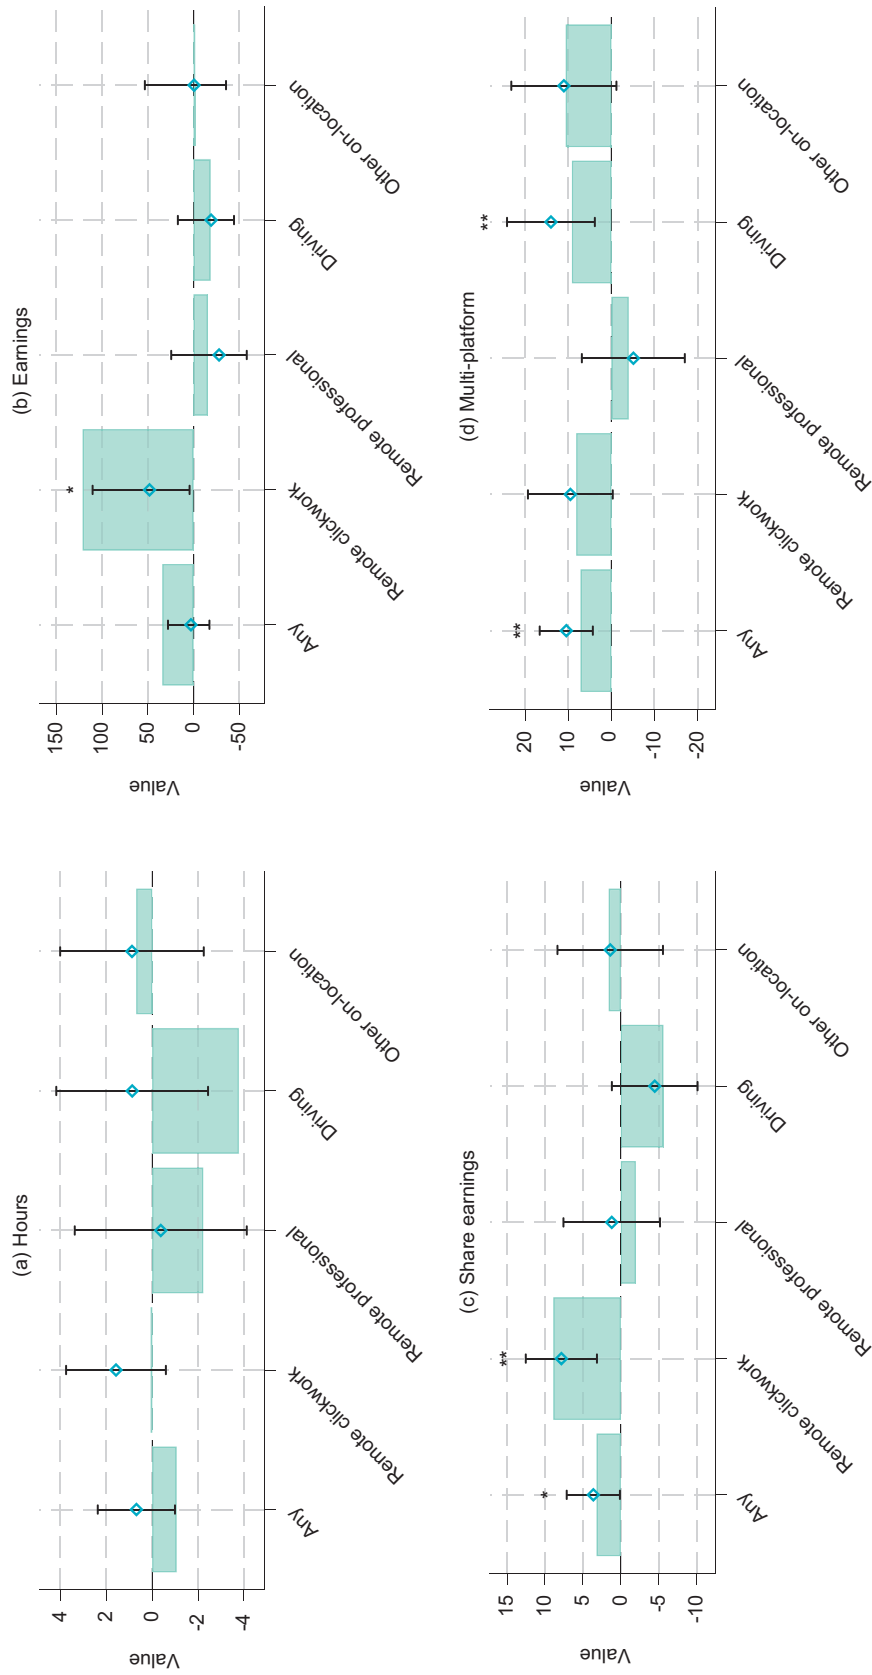 (a) Hours
Value
4
2
0
-2
-4
Any
Remote clickwork
Remote professional
Driving
Other on-location
(b) Earnings
Value
150
100
50
0
-50
*
Any
Remote clickwork
Remote professional
Driving
Other on-location
(c) Share earnings
Value
15
10
5
0
-5
-10
*
**
Any
Remote clickwork
Remote professional
Driving
Other on-location
(d) Multi-platform
Value
20
10
0
-10
-20
**
**
Any
Remote clickwork
Remote professional
Driving
Other on-location